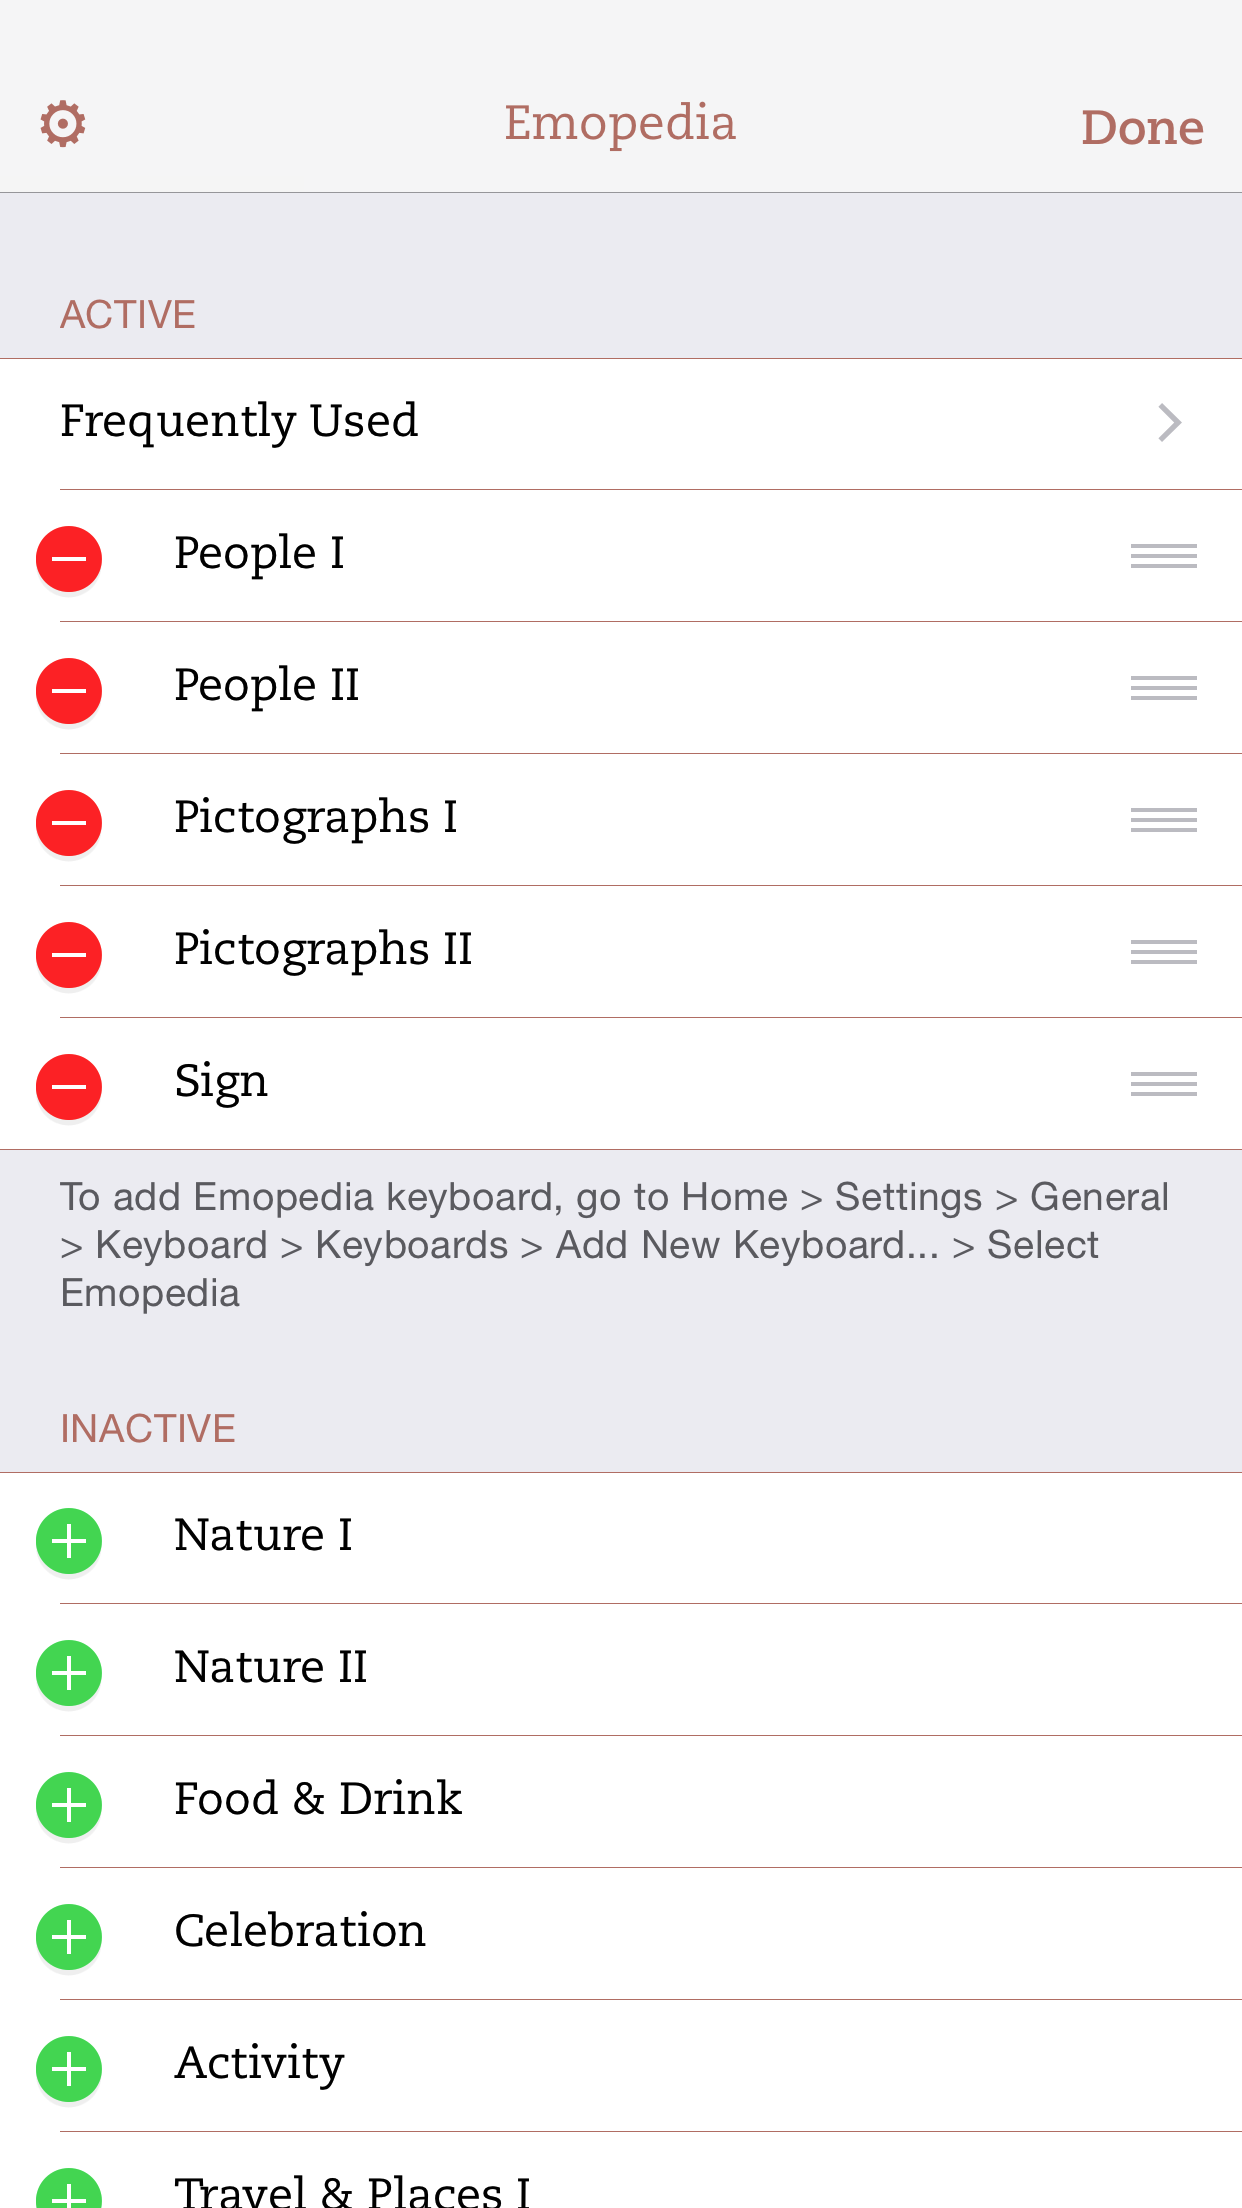 Emopedia
Done
ACTIVE
Frequently Used
People I
People II
Pictographs I
Pictographs II
Sign
To add Emopedia keyboard, go to Home > Settings > General
> Keyboard > Keyboards > Add New Keyboard... > Select
Emopedia
INACTIVE
Nature I
Nature II
Food & Drink
Celebration
Activity
Travel & Places I